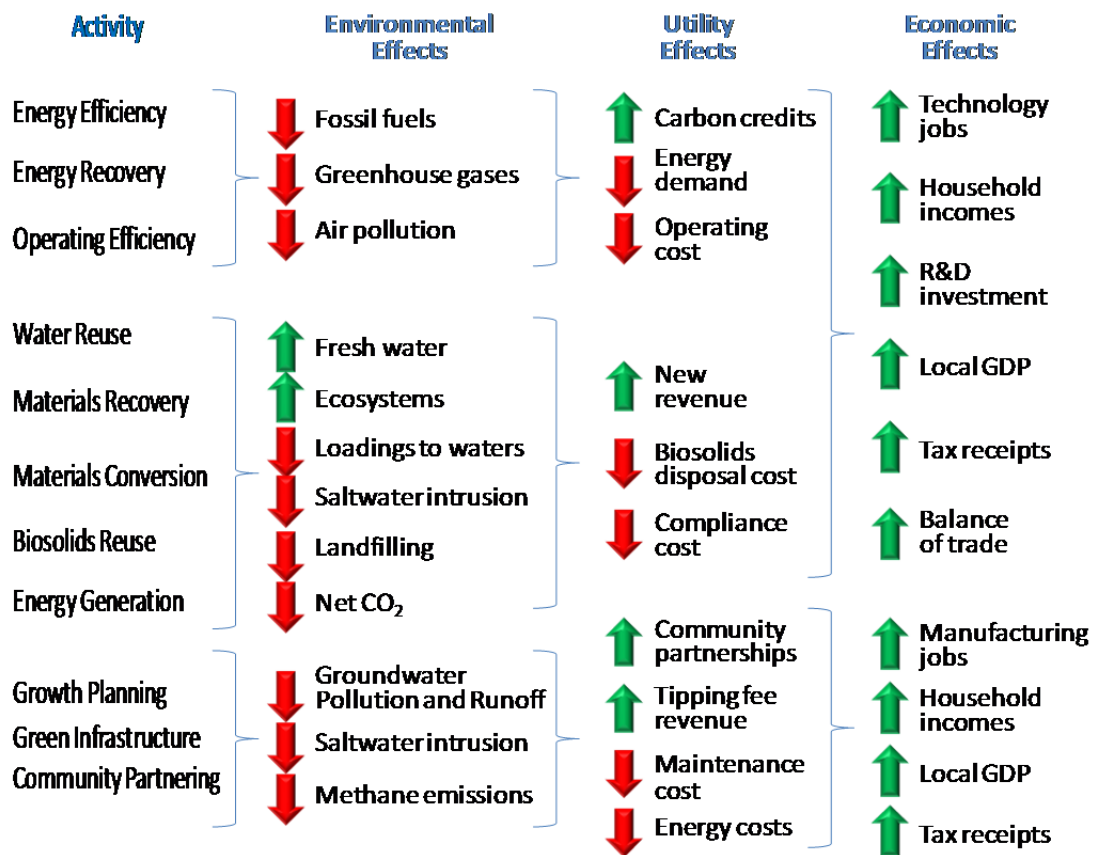 Activity
Environmental
Effects
Utility
Effects
Economic
Effects
Energy Efficiency
Energy Recovery
Operating Efficiency
Fossil fuels
Greenhouse gases
Air pollution
Carbon credits
Energy
demand
Operating
cost
Technology
jobs
Household
incomes
R&D
investment
Local GDP
Tax receipts
Balance
of trade
Water Reuse
Materials Recovery
Materials Conversion
Biosolids Reuse
Energy Generation
Fresh water
Ecosystems
Loadings to waters
Saltwater intrusion
Landfilling
Net CO₂
New
revenue
Biosolids
disposal cost
Compliance
cost
Growth Planning
Green Infrastructure
Community Partnering
Groundwater
Pollution and Runoff
Saltwater intrusion
Methane emissions
Community
partnerships
Tipping fee
revenue
Maintenance
cost
Energy costs
Manufacturing
jobs
Household
incomes
Local GDP
Tax receipts